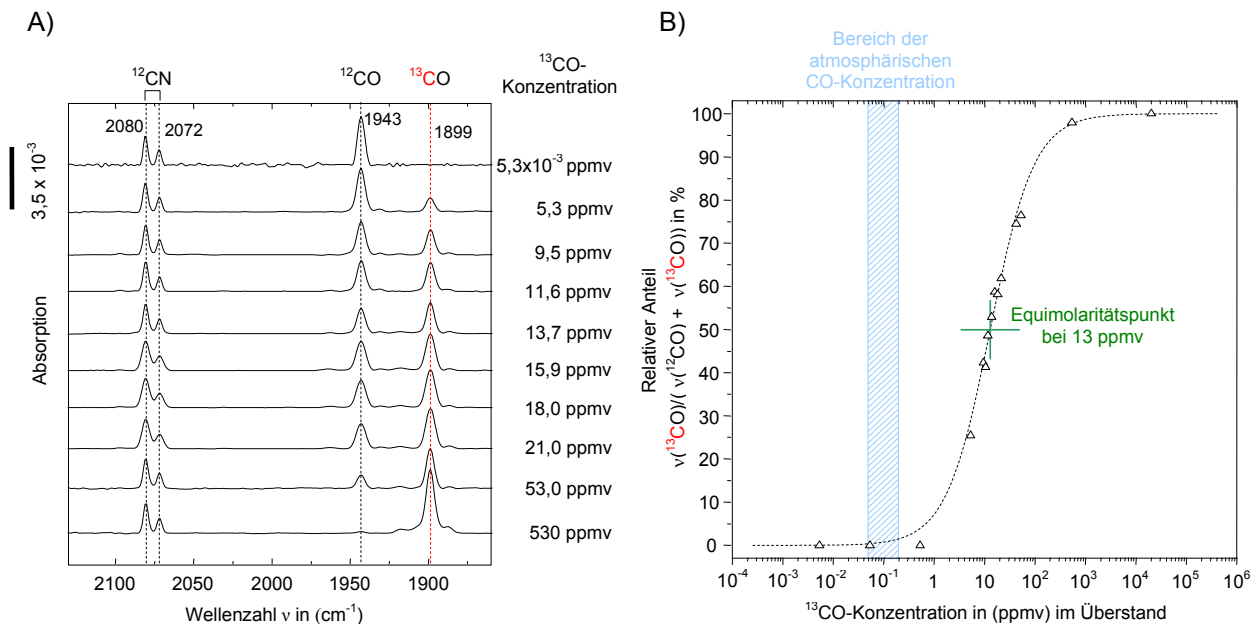 A)
¹²CN
¹²CO
¹³CO
¹³CO-
Konzentration
2080
2072
1943
1899
3,5 x 10⁻³
Absorption
5,3x10⁻³ ppmv
5,3 ppmv
9,5 ppmv
11,6 ppmv
13,7 ppmv
15,9 ppmv
18,0 ppmv
21,0 ppmv
53,0 ppmv
530 ppmv
2100 2050 2000 1950 1900
Wellenzahl ν in (cm⁻¹)
B)
Bereich der
atmosphärischen
CO-Konzentration
Relativer Anteil
ν(¹³CO)/( ν(¹²CO) + ν(¹³CO)) in %
100
90
80
75
70
60
50
40
30
25
20
10
0
Equimolaritätspunkt
bei 13 ppmv
10⁻⁴ 10⁻³ 10⁻² 10⁻¹ 1 10¹ 10² 10³ 10⁴ 10⁵ 10⁶
¹³CO-Konzentration in (ppmv) im Überstand